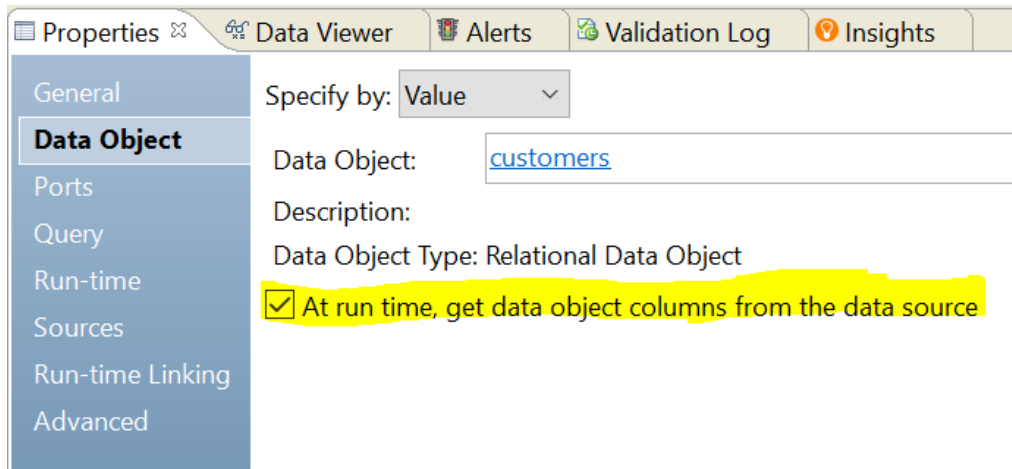 Properties Data Viewer Alerts Validation Log Insights
General
Data Object
Ports
Query
Run-time
Sources
Run-time Linking
Advanced
Specify by: Value
Data Object: customers
Description:
Data Object Type: Relational Data Object
At run time, get data object columns from the data source